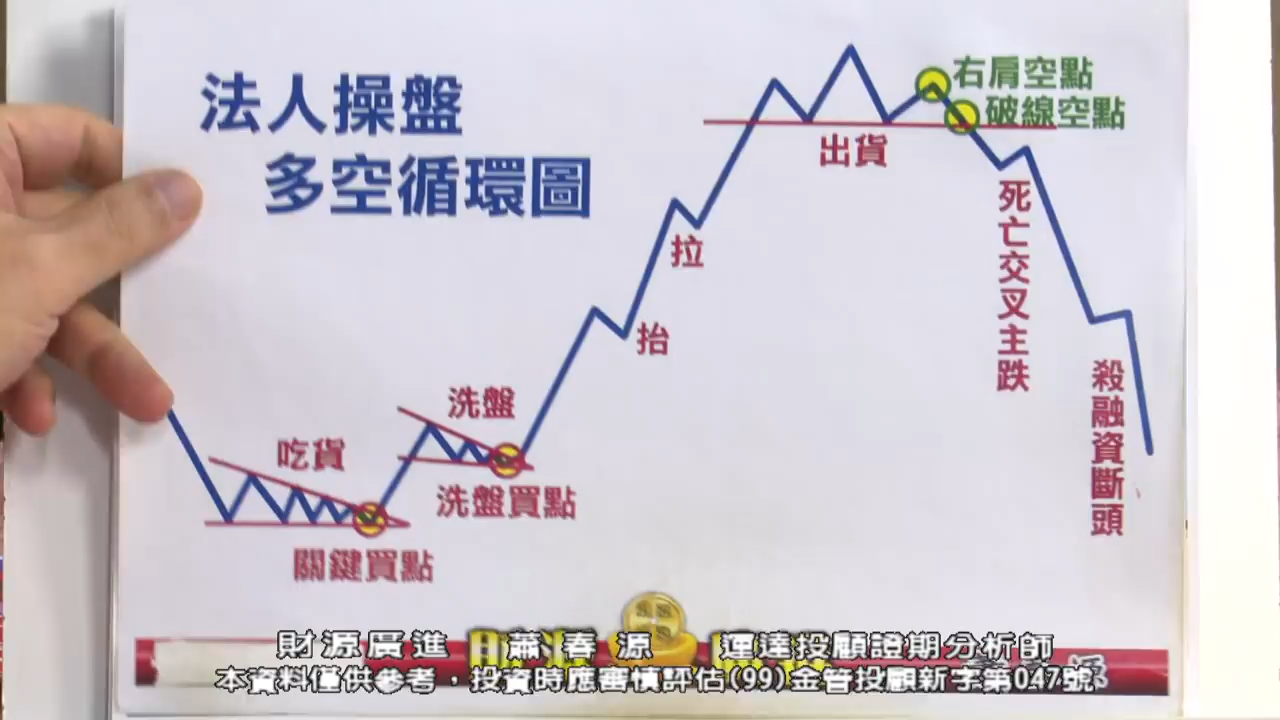 法人操盤
多空循環圖
右肩空點
破線空點
出貨
死亡交叉主跌
拉
抬
殺融資斷頭
洗盤
吃貨
洗盤買點
關鍵買點
財源廣進 蕭春源 運達投顧證期分析師
本資料僅供參考，投資時應審慎評估(99)金管投顧新字第047號